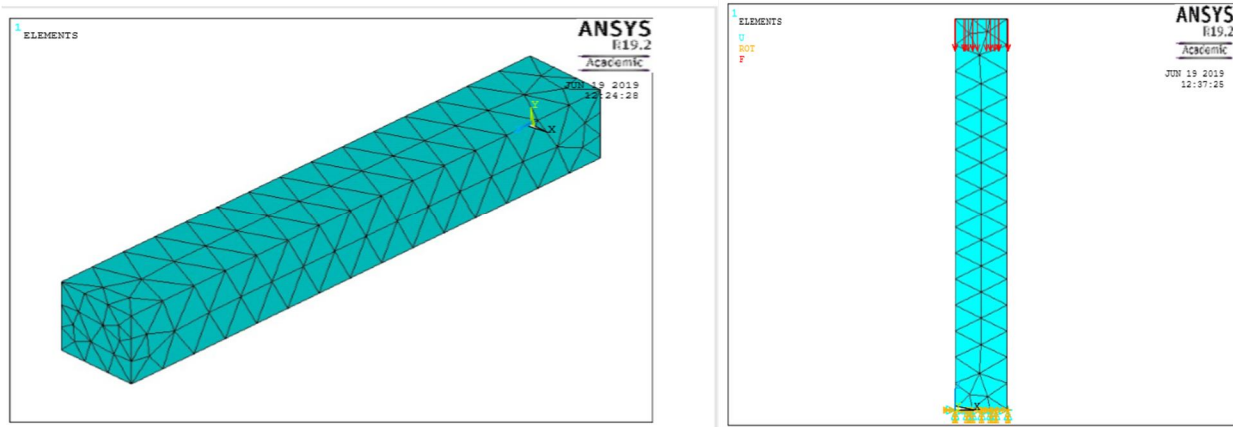 1
ELEMENTS
ANSYS
R19.2
Academic
JUN 19 2019
12:24:28
Y
X
1
ELEMENTS
U
ROT
F
ANSYS
R19.2
Academic
JUN 19 2019
12:37:25
X